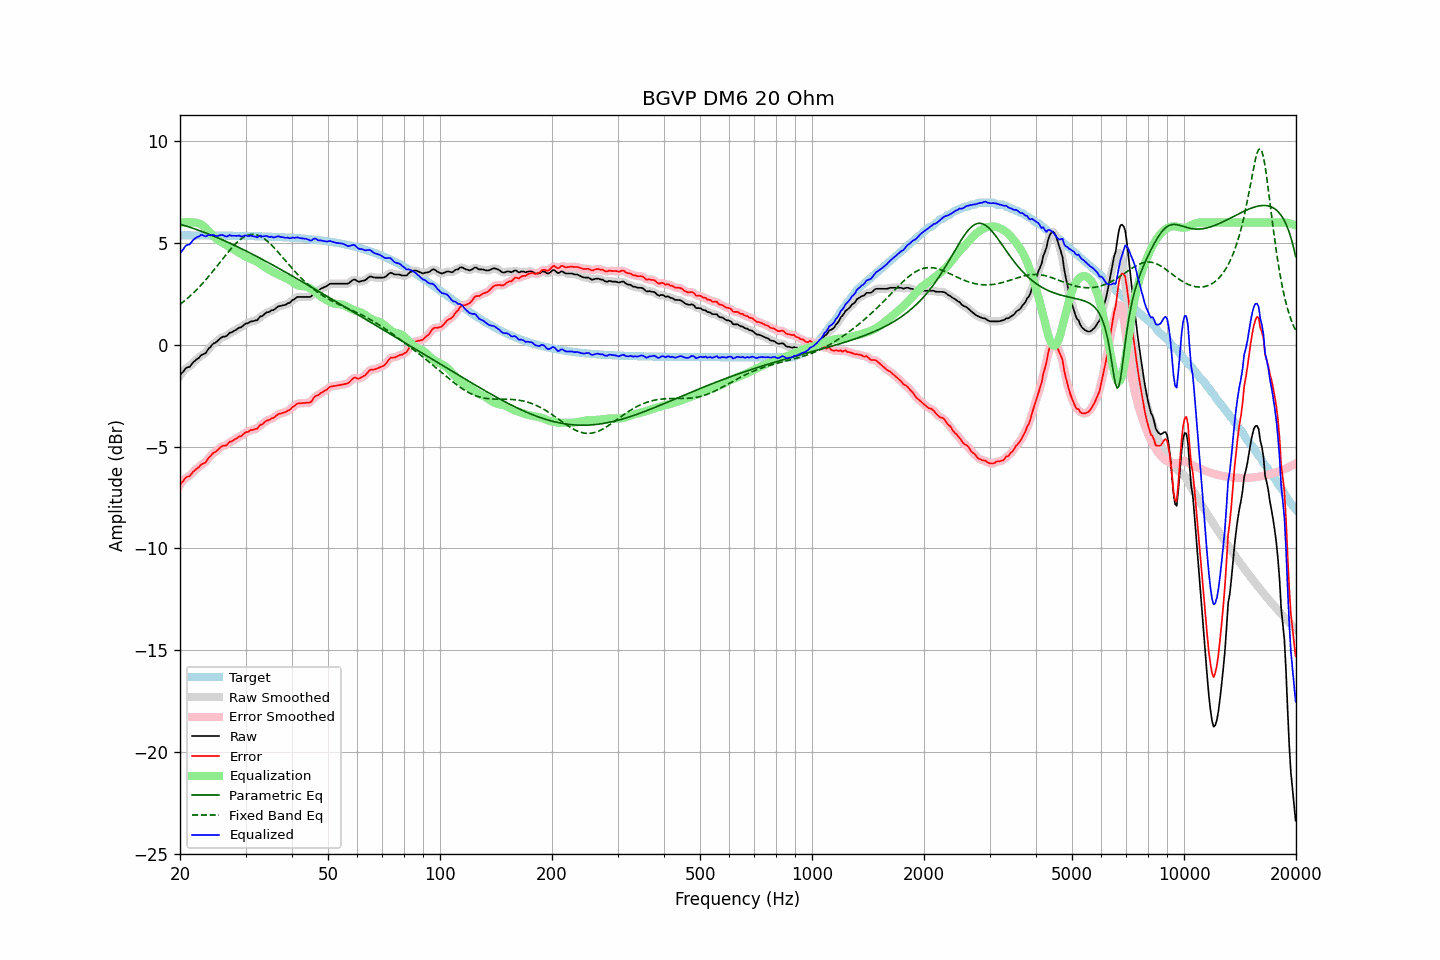 BGVP DM6 20 Ohm
10
5
0
−5
−10
−15
−20
−25
Amplitude (dBr)
Target
Raw Smoothed
Error Smoothed
Raw
Error
Equalization
Parametric Eq
Fixed Band Eq
Equalized
20 50 100 200 500 1000 2000 5000 10000 20000
Frequency (Hz)